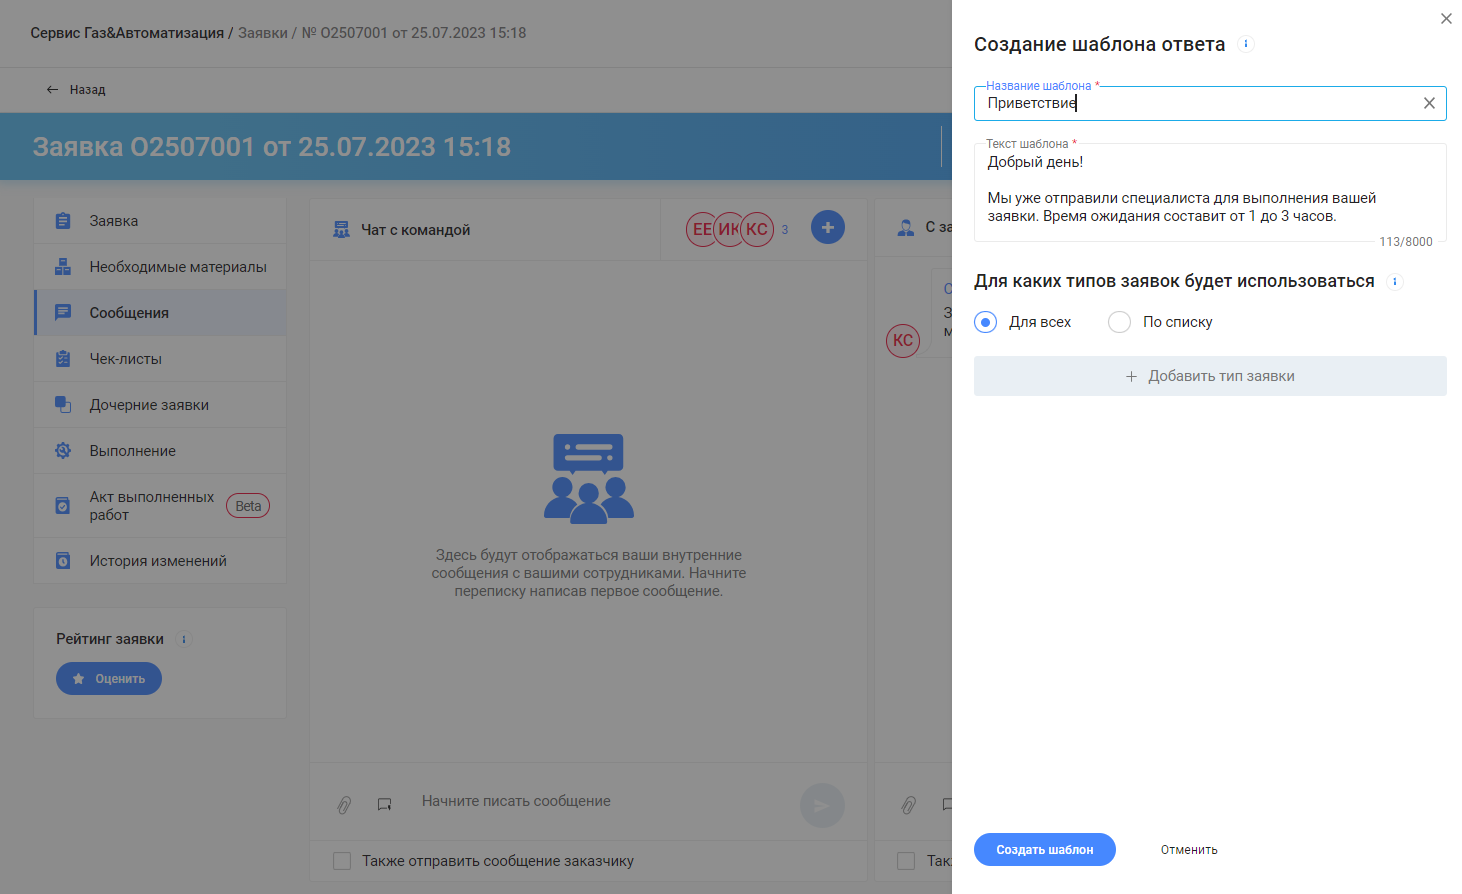 Сервис Газ&Автоматизация / Заявки / № О2507001 от 25.07.2023 15:18
Назад
Заявка О2507001 от 25.07.2023 15:18
Заявка
Необходимые материалы
Сообщения
Чек-листы
Дочерние заявки
Выполнение
Акт выполненных
работ
Beta
История изменений
Рейтинг заявки
Оценить
Чат с командой
ЕЕ ИК КС 3
Здесь будут отображаться ваши внутренние
сообщения с вашими сотрудниками. Начните
переписку написав первое сообщение.
Начните писать сообщение
Также отправить сообщение заказчику
С за
С
З
м
КС
Так
Создание шаблона ответа
Название шаблона *
Приветствие
Текст шаблона *
Добрый день!
Мы уже отправили специалиста для выполнения вашей
заявки. Время ожидания составит от 1 до 3 часов.
113/8000
Для каких типов заявок будет использоваться
Для всех
По списку
+ Добавить тип заявки
Создать шаблон
Отменить